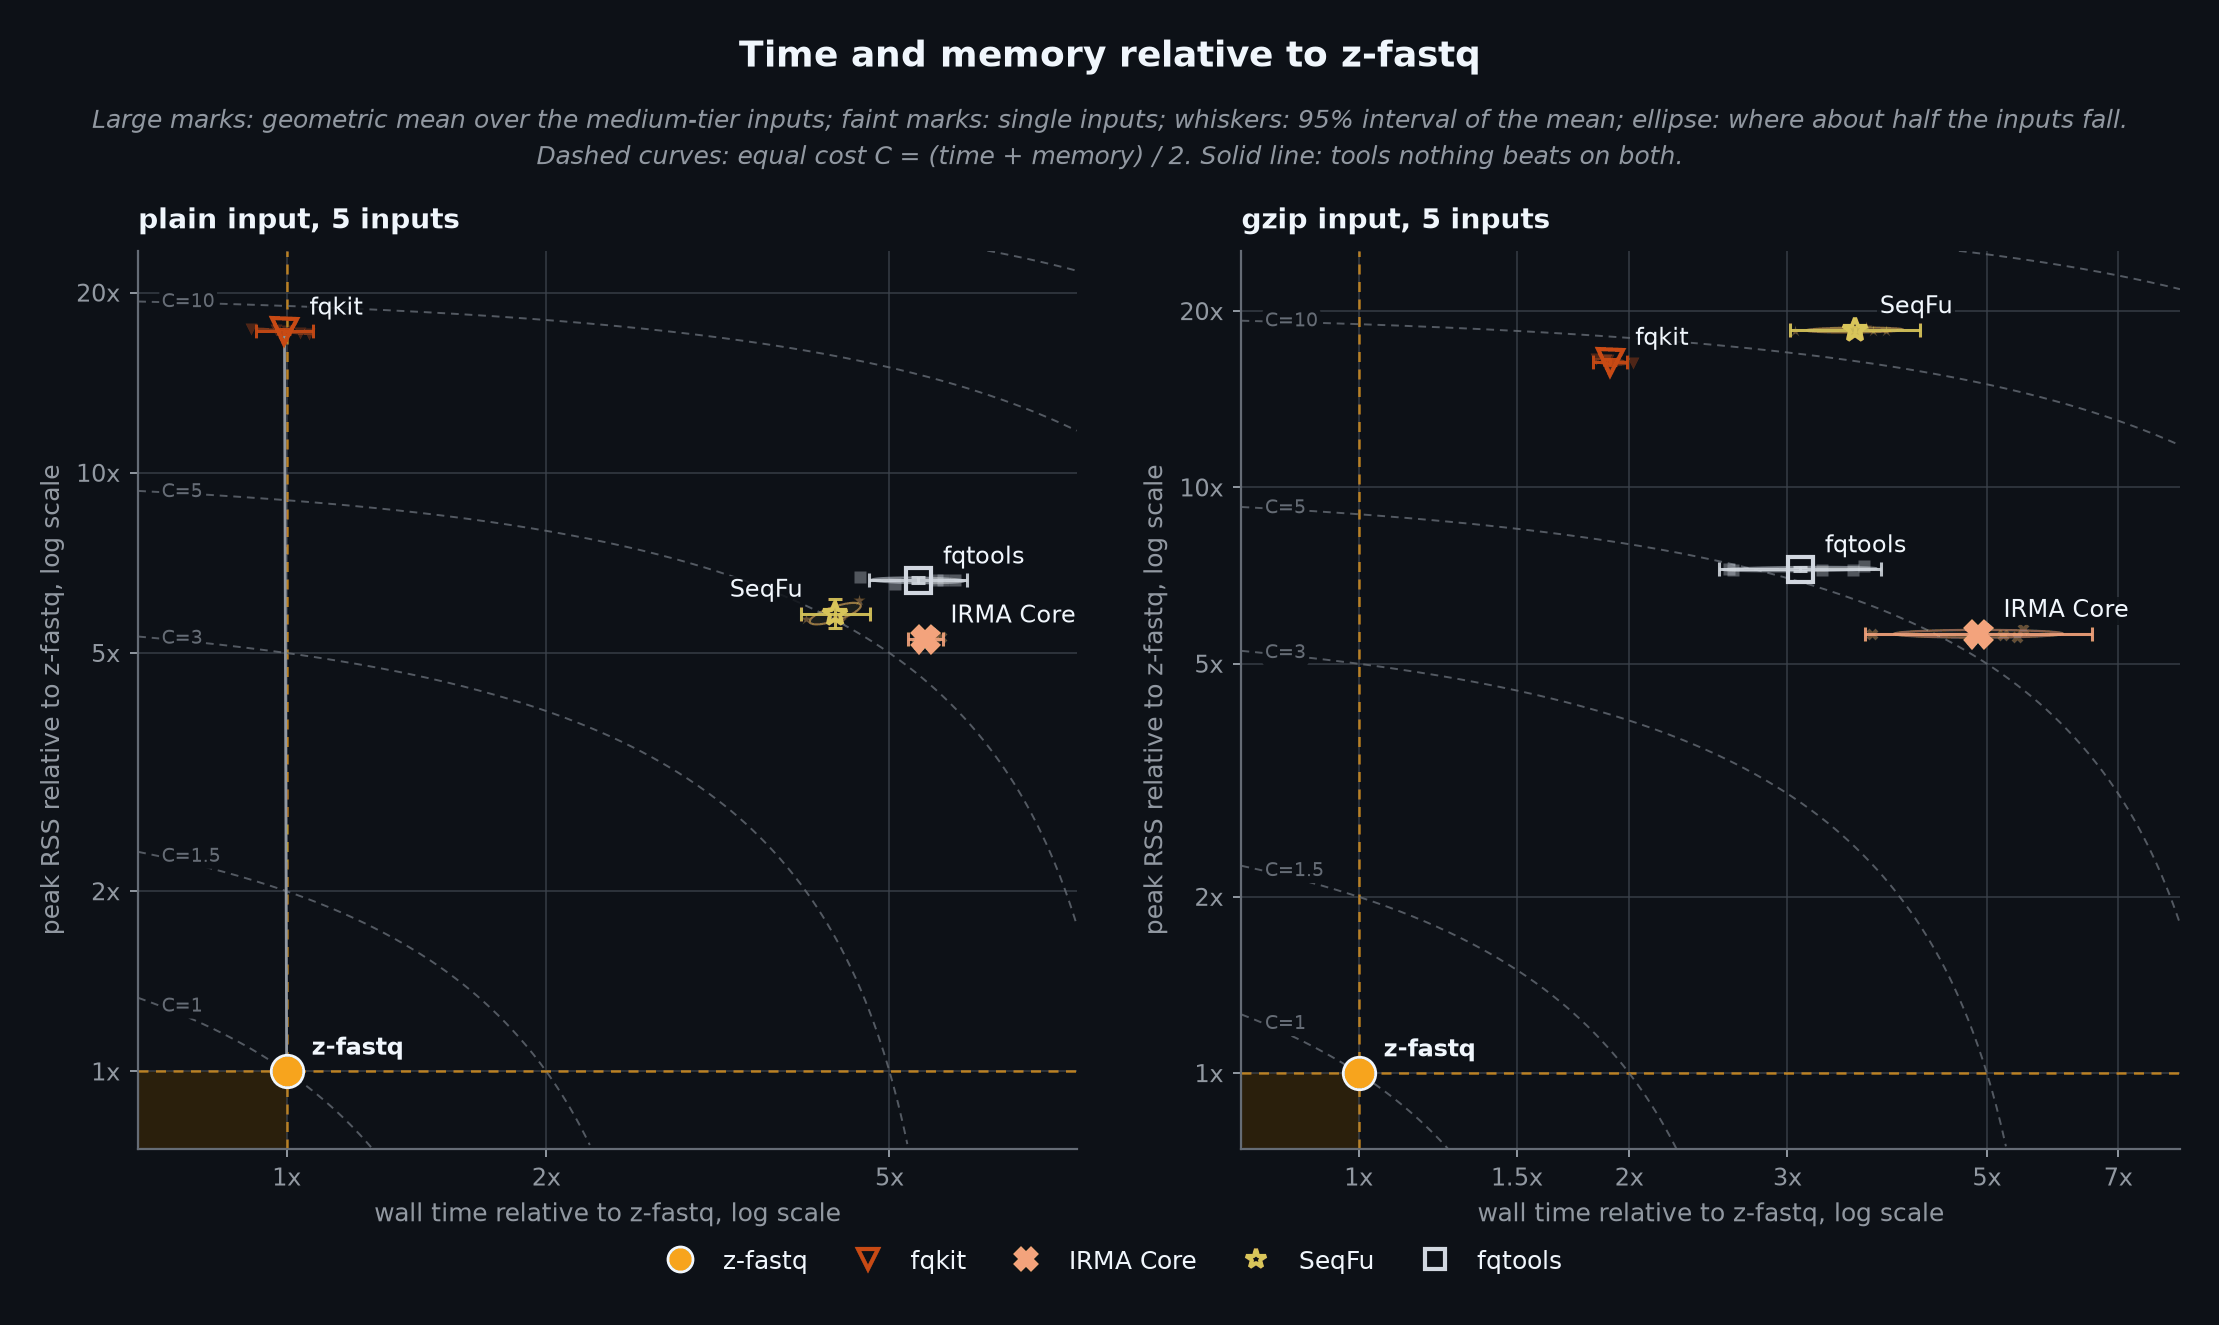 Time and memory relative to z-fastq
Large marks: geometric mean over the medium-tier inputs; faint marks: single inputs; whiskers: 95% interval of the mean; ellipse: where about half the inputs fall.
Dashed curves: equal cost C = (time + memory) / 2. Solid line: tools nothing beats on both.
plain input, 5 inputs
peak RSS relative to z-fastq, log scale
20x
10x
5x
2x
1x
C=10
C=5
C=3
C=1.5
C=1
fqkit
fqtools
SeqFu
IRMA Core
z-fastq
1x
2x
5x
wall time relative to z-fastq, log scale
gzip input, 5 inputs
peak RSS relative to z-fastq, log scale
20x
10x
5x
2x
1x
C=10
C=5
C=3
C=1.5
C=1
SeqFu
fqkit
fqtools
IRMA Core
z-fastq
1x
1.5x
2x
3x
5x
7x
wall time relative to z-fastq, log scale
z-fastq
fqkit
IRMA Core
SeqFu
fqtools